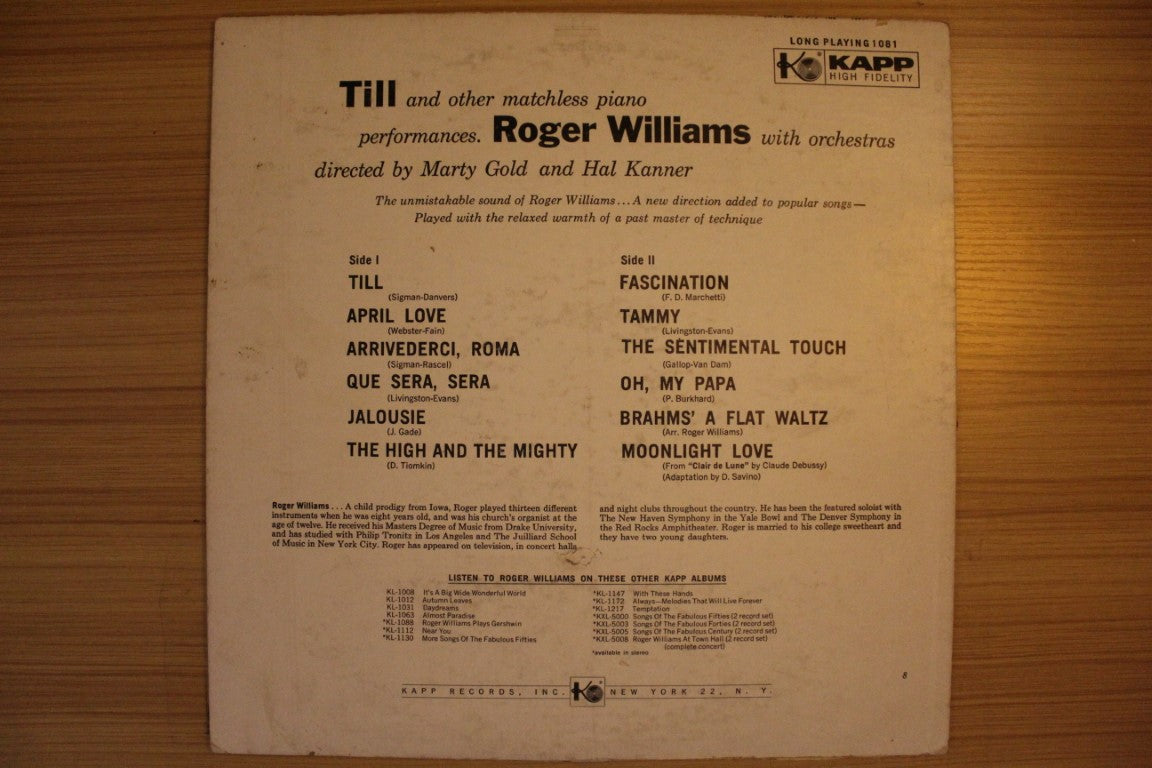 LONG PLAYING 1081
K KAPP
HIGH FIDELITY
Till and other matchless piano
performances. Roger Williams with orchestras
directed by Marty Gold and Hal Kanner
The unmistakable sound of Roger Williams...A new direction added to popular songs—
Played with the relaxed warmth of a past master of technique
Side I
TILL
(Sigman-Danvers)
APRIL LOVE
(Webster-Fain)
ARRIVEDERCI, ROMA
(Sigman-Rascel)
QUE SERA, SERA
(Livingston-Evans)
JALOUSIE
(J. Gade)
THE HIGH AND THE MIGHTY
(D. Tiomkin)
Side II
FASCINATION
(F. D. Marchetti)
TAMMY
(Livingston-Evans)
THE SENTIMENTAL TOUCH
(Gallop-Van Dam)
OH, MY PAPA
(P. Burkhard)
BRAHMS' A FLAT WALTZ
(Arr. Roger Williams)
MOONLIGHT LOVE
(From "Clair de Lune" by Claude Debussy)
(Adaptation by D. Savino)
Roger Williams ... A child prodigy from Iowa, Roger played thirteen different
instruments when he was eight years old, and was his church's organist at the
age of twelve. He received his Masters Degree of Music from Drake University,
and has studied with Philip Tronitz in Los Angeles and The Juilliard School
of Music in New York City. Roger has appeared on television, in concert halls
and night clubs throughout the country. He has been the featured soloist with
The New Haven Symphony in the Yale Bowl and The Denver Symphony in
the Red Rocks Amphitheater. Roger is married to his college sweetheart and
they have two young daughters.
LISTEN TO ROGER WILLIAMS ON THESE OTHER KAPP ALBUMS
KL-1008 It's A Big Wide Wonderful World
KL-1012 Autumn Leaves
KL-1031 Daydreams
KL-1063 Almost Paradise
*KL-1088 Roger Williams Plays Gershwin
*KL-1112 Near You
*KL-1130 More Songs Of The Fabulous Fifties
*KL-1147 With These Hands
*KL-1172 Always—Melodies That Will Live Forever
*KL-1217 Temptation
*KXL-5000 Songs Of The Fabulous Fifties (2 record set)
*KXL-5003 Songs Of The Fabulous Forties (2 record set)
*KXL-5005 Songs Of The Fabulous Century (2 record set)
*KXL-5008 Roger Williams At Town Hall (2 record set)
(complete concert)
*available in stereo
8
KAPP RECORDS, INC. K NEW YORK 22, N. Y.